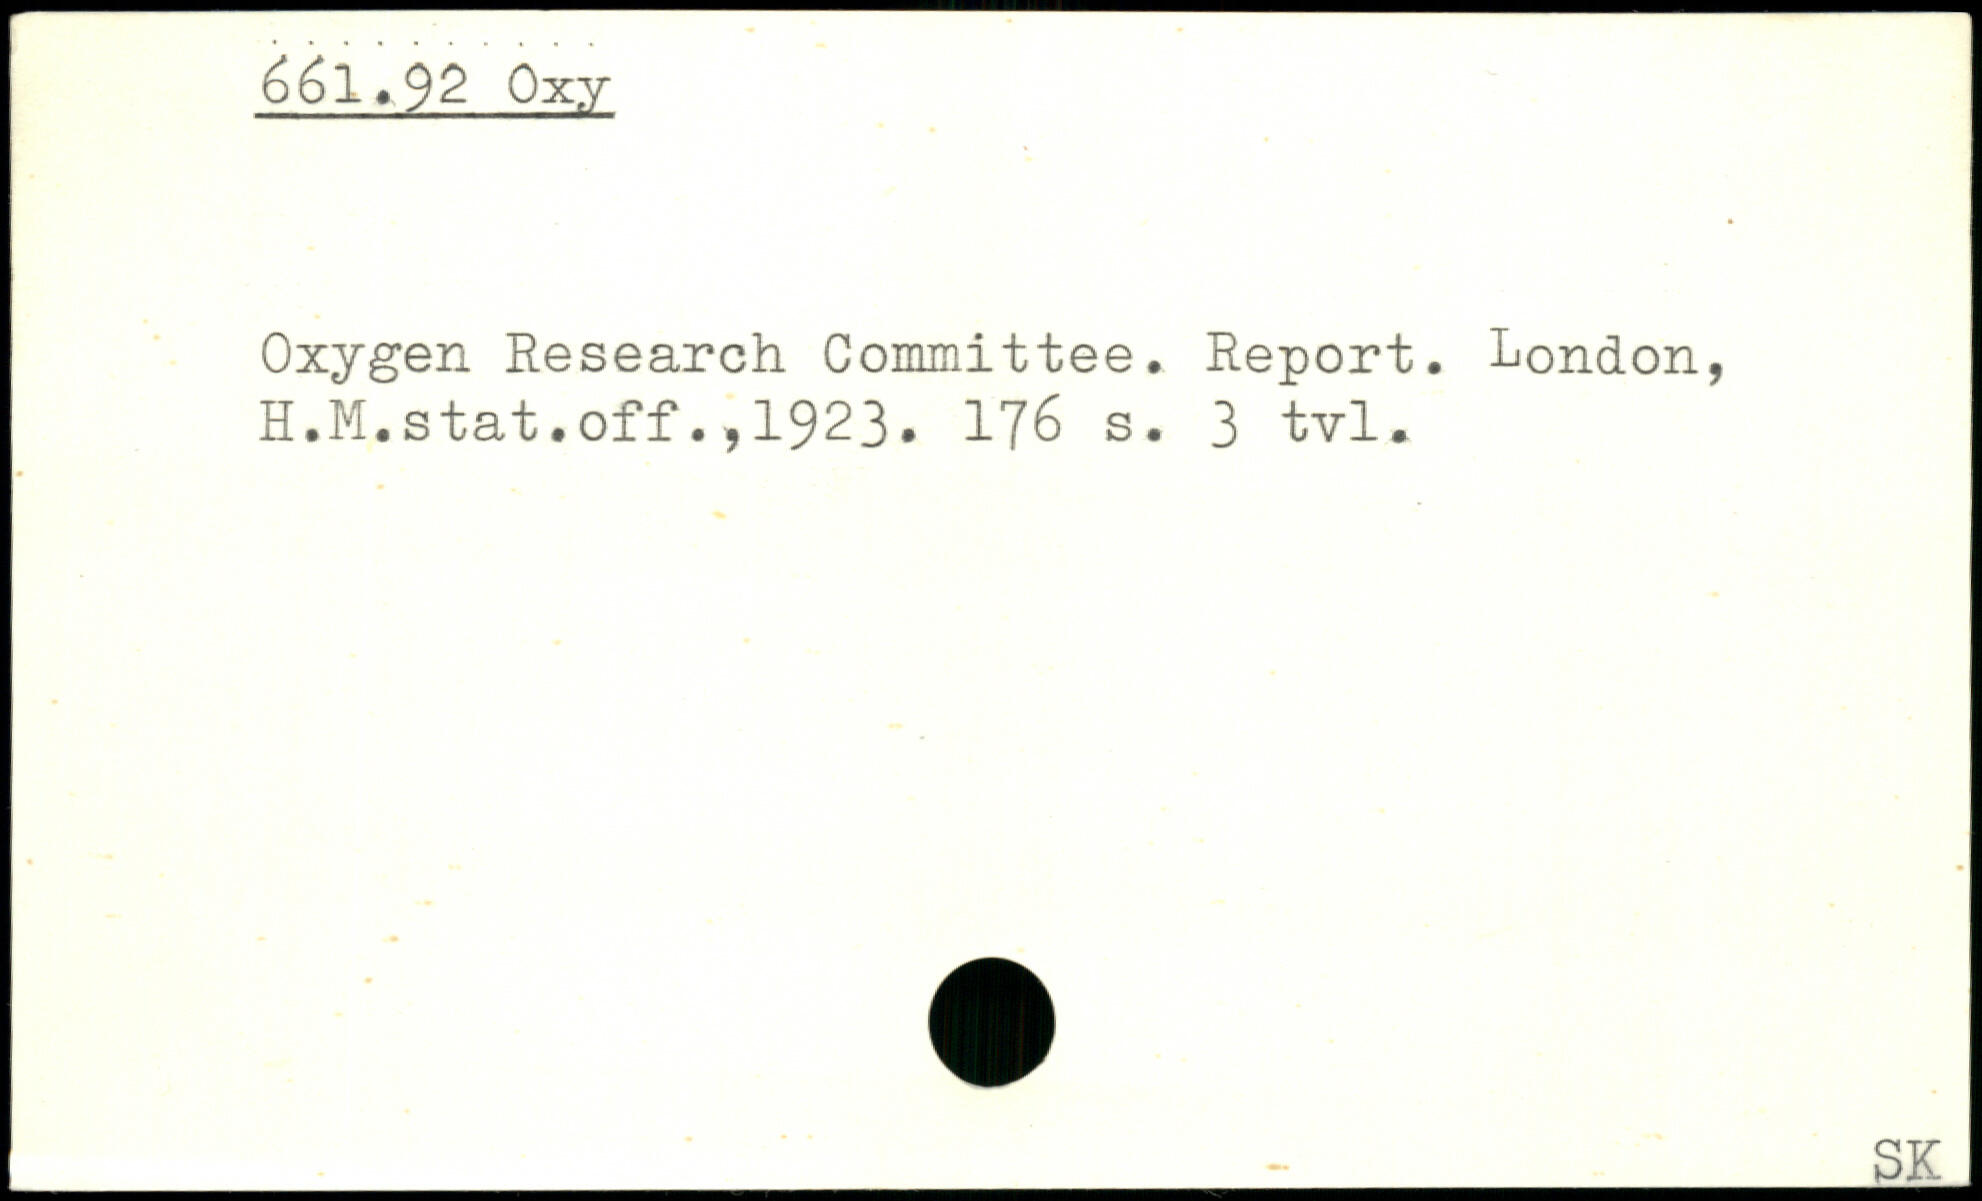 661.92 Oxy
Oxygen Research Committee. Report. London,
H.M.stat.off.,1923. 176 s. 3 tvl.
SK